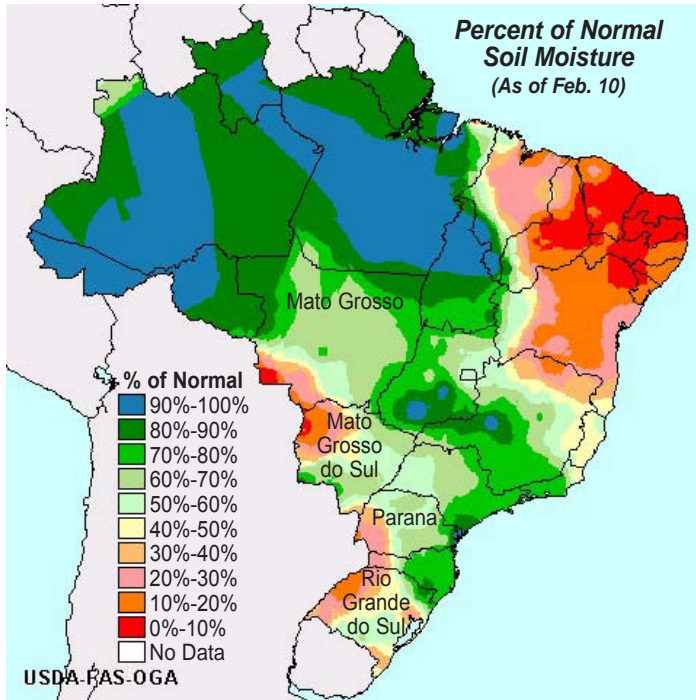 Percent of Normal
Soil Moisture
(As of Feb. 10)
Mato Grosso
% of Normal
90%-100%
80%-90%
70%-80%
60%-70%
50%-60%
40%-50%
30%-40%
20%-30%
10%-20%
0%-10%
No Data
Mato
Grosso
do Sul
Parana
Rio
Grande
do Sul
USDA-FAS-OGA